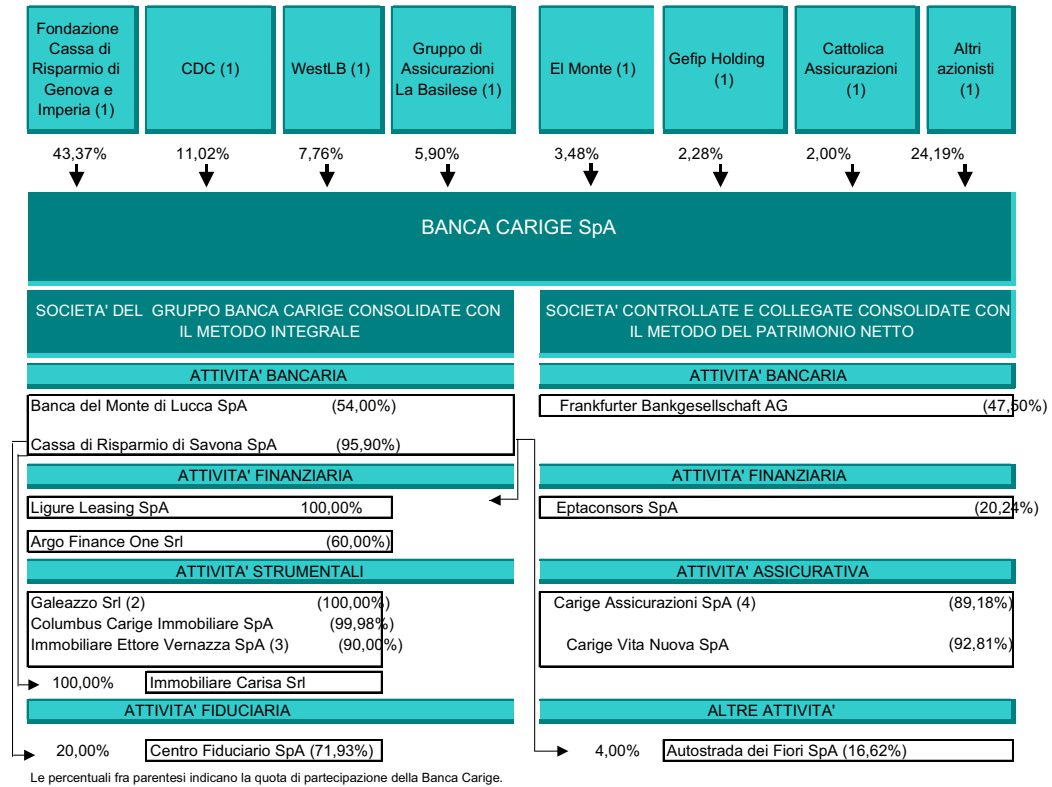 Fondazione
Cassa di
Risparmio di
Genova e
Imperia (1)
CDC (1)
WestLB (1)
Gruppo di
Assicurazioni
La Basilese (1)
El Monte (1)
Gefip Holding
(1)
Cattolica
Assicurazioni
(1)
Altri
azionisti
(1)
43,37%
11,02%
7,76%
5,90%
3,48%
2,28%
2,00%
24,19%
BANCA CARIGE SpA
SOCIETA' DEL GRUPPO BANCA CARIGE CONSOLIDATE CON
IL METODO INTEGRALE
SOCIETA' CONTROLLATE E COLLEGATE CONSOLIDATE CON
IL METODO DEL PATRIMONIO NETTO
ATTIVITA' BANCARIA
Banca del Monte di Lucca SpA (54,00%)
Cassa di Risparmio di Savona SpA (95,90%)
ATTIVITA' BANCARIA
Frankfurter Bankgesellschaft AG (47,50%)
ATTIVITA' FINANZIARIA
Ligure Leasing SpA 100,00%
Argo Finance One Srl (60,00%)
ATTIVITA' FINANZIARIA
Eptaconsors SpA (20,24%)
ATTIVITA' STRUMENTALI
Galeazzo Srl (2) (100,00%)
Columbus Carige Immobiliare SpA (99,98%)
Immobiliare Ettore Vernazza SpA (3) (90,00%)
100,00% Immobiliare Carisa Srl
ATTIVITA' ASSICURATIVA
Carige Assicurazioni SpA (4) (89,18%)
Carige Vita Nuova SpA (92,81%)
ATTIVITA' FIDUCIARIA
20,00% Centro Fiduciario SpA (71,93%)
ALTRE ATTIVITA'
4,00% Autostrada dei Fiori SpA (16,62%)
Le percentuali fra parentesi indicano la quota di partecipazione della Banca Carige.